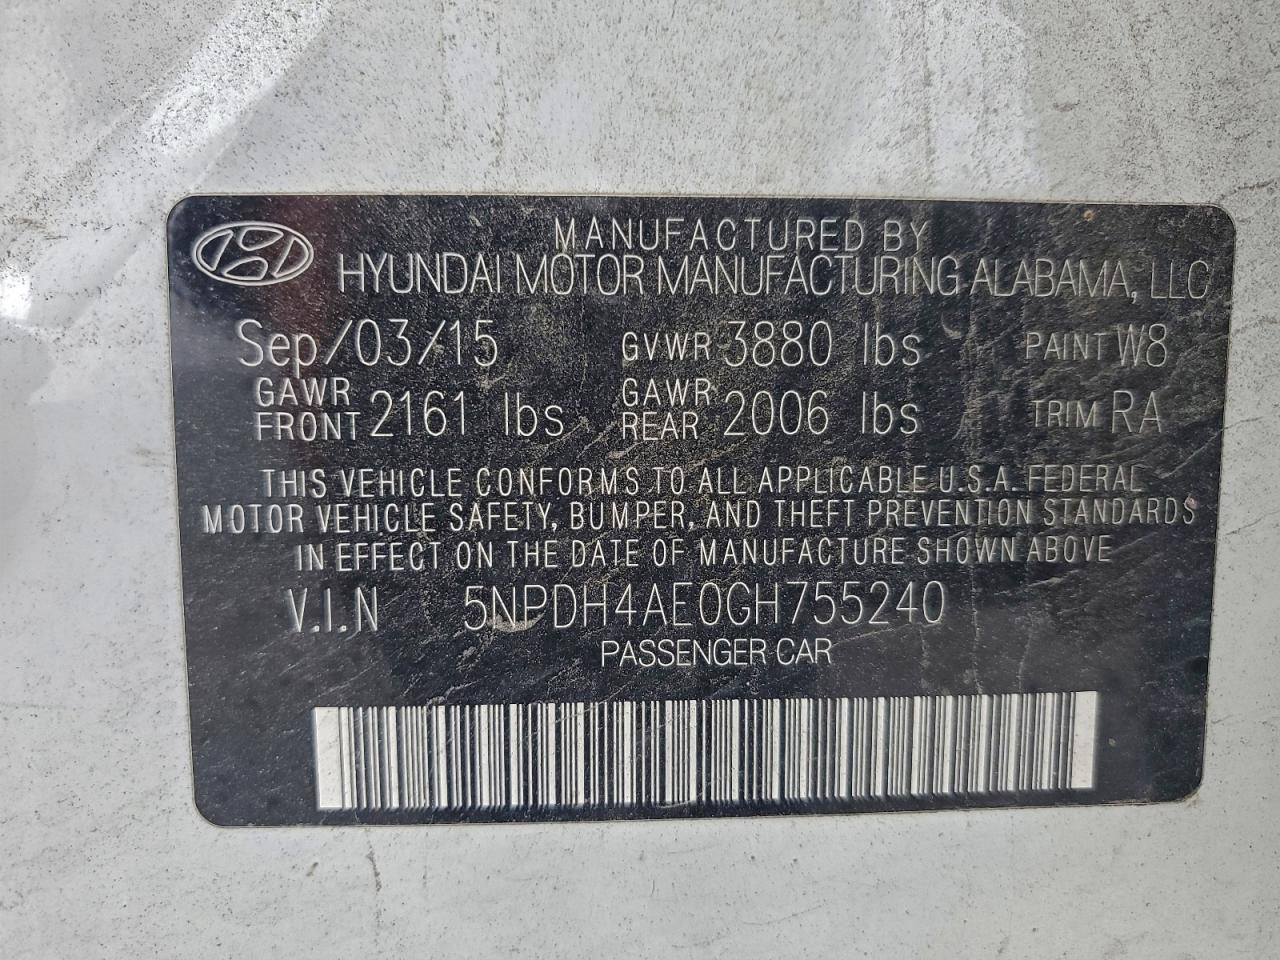 MANUFACTURED BY
HYUNDAI MOTOR MANUFACTURING ALABAMA, LLC
Sep/03/15 GVWR 3880 lbs PAINT W8
GAWR FRONT 2161 lbs GAWR REAR 2006 lbs TRIM RA
THIS VEHICLE CONFORMS TO ALL APPLICABLE U.S.A. FEDERAL
MOTOR VEHICLE SAFETY, BUMPER, AND THEFT PREVENTION STANDARDS
IN EFFECT ON THE DATE OF MANUFACTURE SHOWN ABOVE
V.I.N 5NPDH4AE0GH755240
PASSENGER CAR